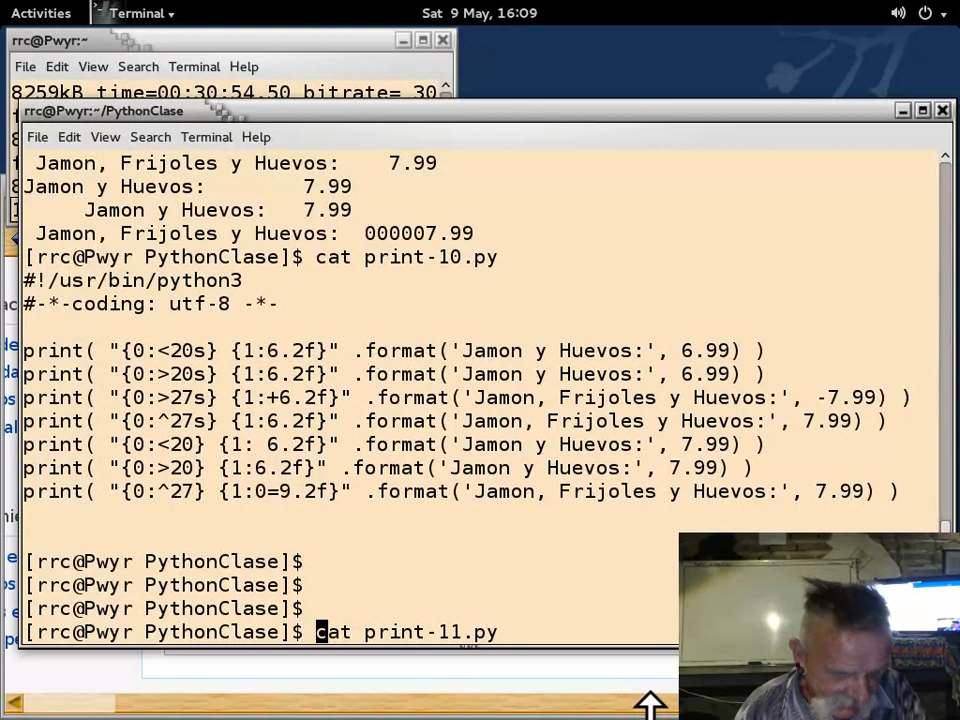 Activities
Terminal
Sat 9 May, 16:09
rrc@Pwyr:~
File Edit View Search Terminal Help
8259kB time=00:30:54.50 bitrate= 30
rrc@Pwyr:~/PythonClase
File Edit View Search Terminal Help
Jamon, Frijoles y Huevos: 7.99
Jamon y Huevos: 7.99
Jamon y Huevos: 7.99
Jamon, Frijoles y Huevos: 000007.99
[rrc@Pwyr PythonClase]$ cat print-10.py
#!/usr/bin/python3
#-*-coding: utf-8 -*-
print( "{0:<20s} {1:6.2f}" .format('Jamon y Huevos:', 6.99) )
print( "{0:>20s} {1:6.2f}" .format('Jamon y Huevos:', 6.99) )
print( "{0:>27s} {1:+6.2f}" .format('Jamon, Frijoles y Huevos:', -7.99) )
print( "{0:^27s} {1:6.2f}" .format('Jamon, Frijoles y Huevos:', 7.99) )
print( "{0:<20} {1: 6.2f}" .format('Jamon y Huevos:', 7.99) )
print( "{0:>20} {1:6.2f}" .format('Jamon y Huevos:', 7.99) )
print( "{0:^27} {1:0=9.2f}" .format('Jamon, Frijoles y Huevos:', 7.99) )
[rrc@Pwyr PythonClase]$
[rrc@Pwyr PythonClase]$
[rrc@Pwyr PythonClase]$
[rrc@Pwyr PythonClase]$ cat print-11.py